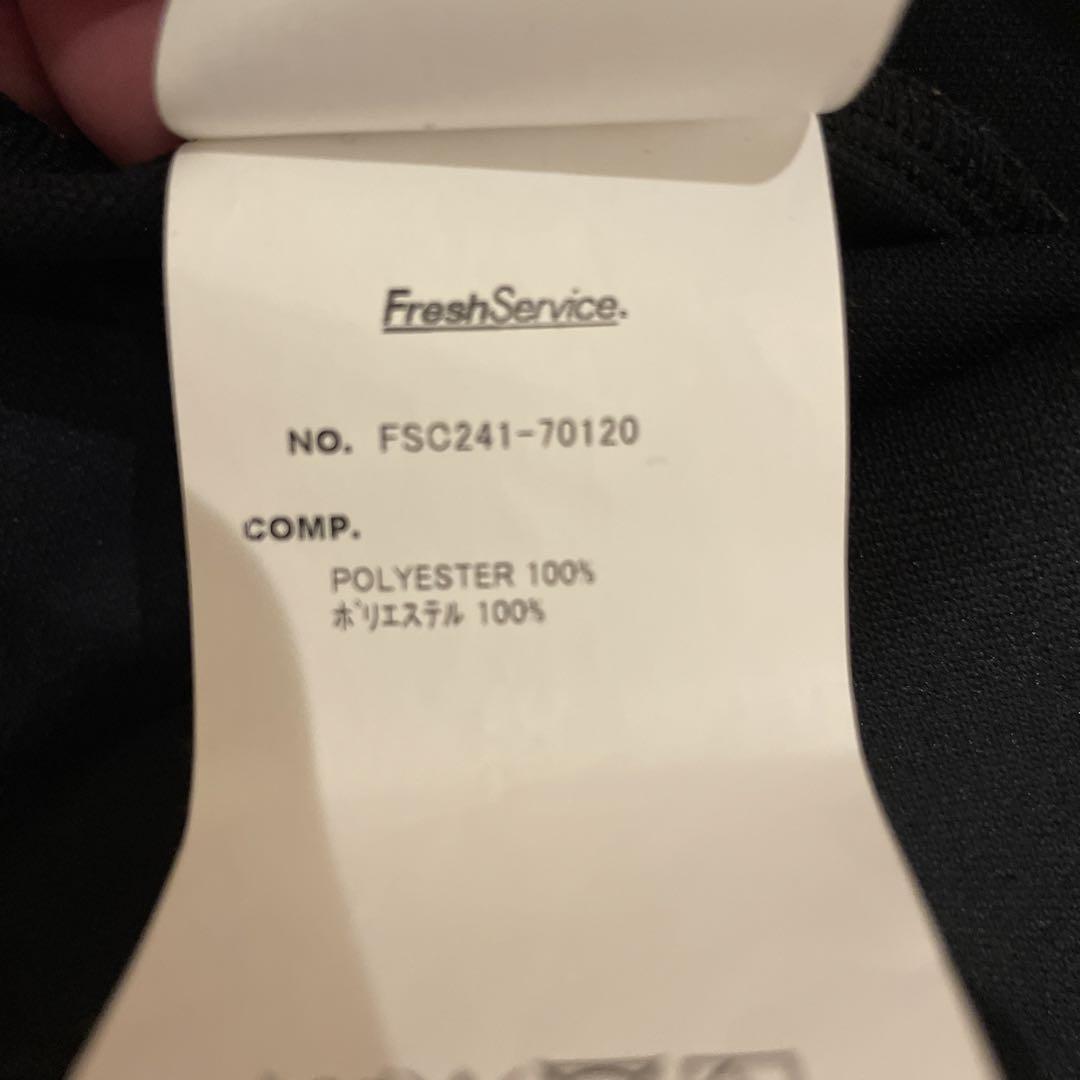 FreshService.
NO. FSC241-70120
COMP.
POLYESTER 100%
ポリエステル 100%